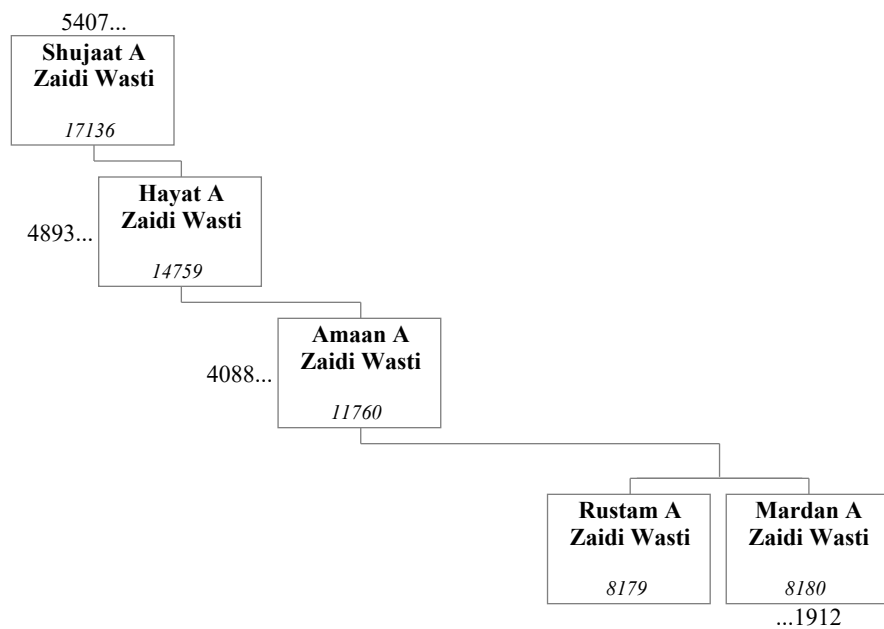 5407...
Shujaat A
Zaidi Wasti
17136
Hayat A
Zaidi Wasti
4893...
14759
Amaan A
Zaidi Wasti
4088...
11760
Rustam A
Zaidi Wasti
8179
Mardan A
Zaidi Wasti
8180
...1912